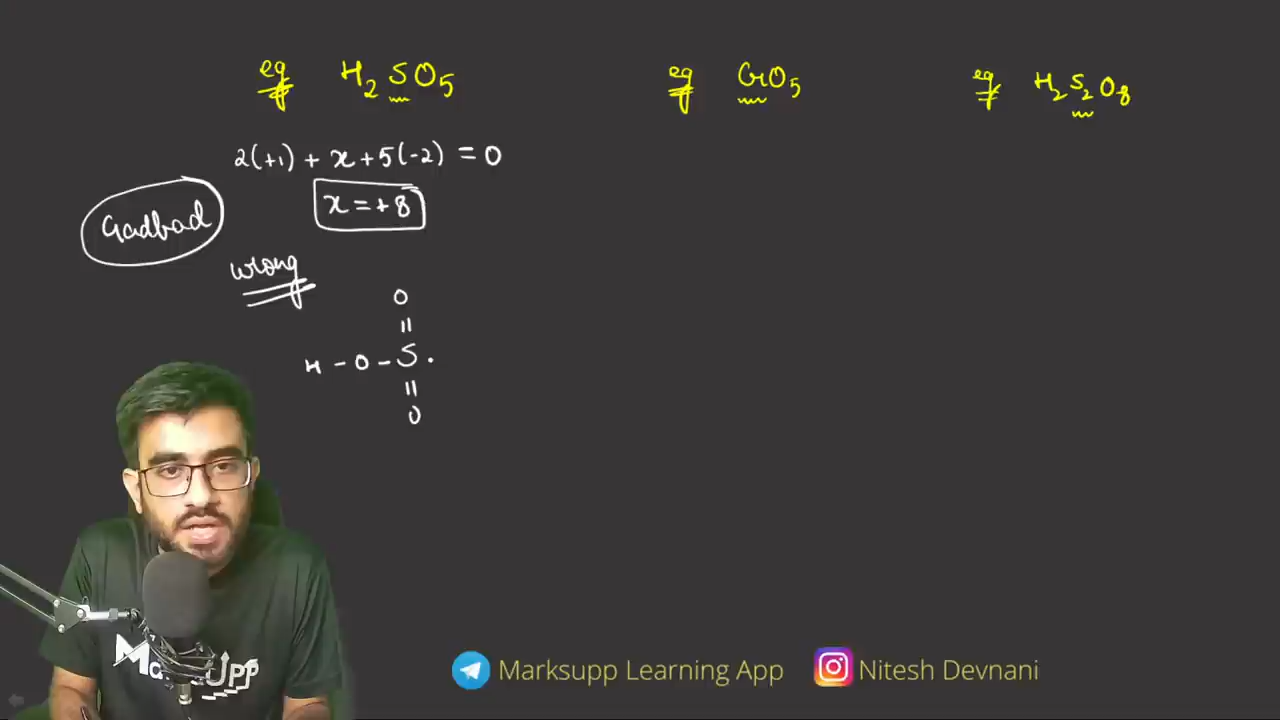 eg H2SO5
eg CrO5
eg H2S2O8
2(+1) + x + 5(-2) = 0
x = +8
Gadbad
wrong
O
||
H - O - S .
||
O
Marksupp Learning App
Nitesh Devnani